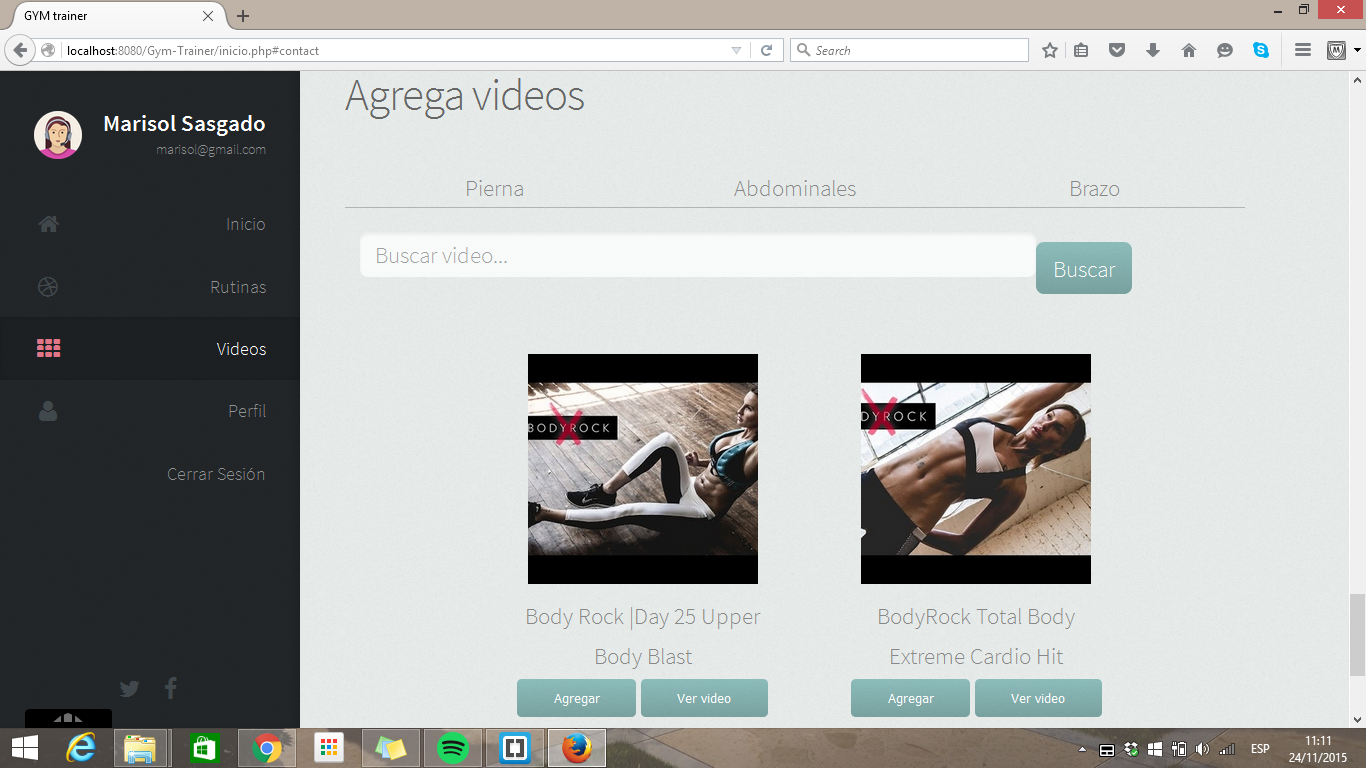 GYM trainer
localhost:8080/Gym-Trainer/inicio.php#contact
Search
Marisol Sasgado
marisol@gmail.com
Inicio
Rutinas
Videos
Perfil
Cerrar Sesión
Agrega videos
Pierna Abdominales Brazo
Buscar video...
Buscar
BODYROCK
DYROCK
Body Rock |Day 25 Upper
Body Blast
Agregar Ver video
BodyRock Total Body
Extreme Cardio Hit
Agregar Ver video
ESP
11:11
24/11/2015